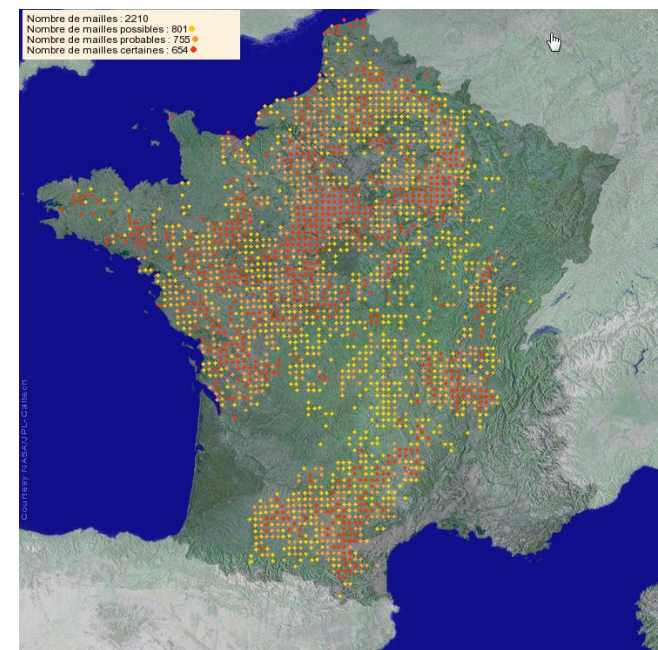 Nombre de mailles : 2210
Nombre de mailles possibles : 801
Nombre de mailles probables : 755
Nombre de mailles certaines : 654
Courtesy NASA/JPL-Caltech